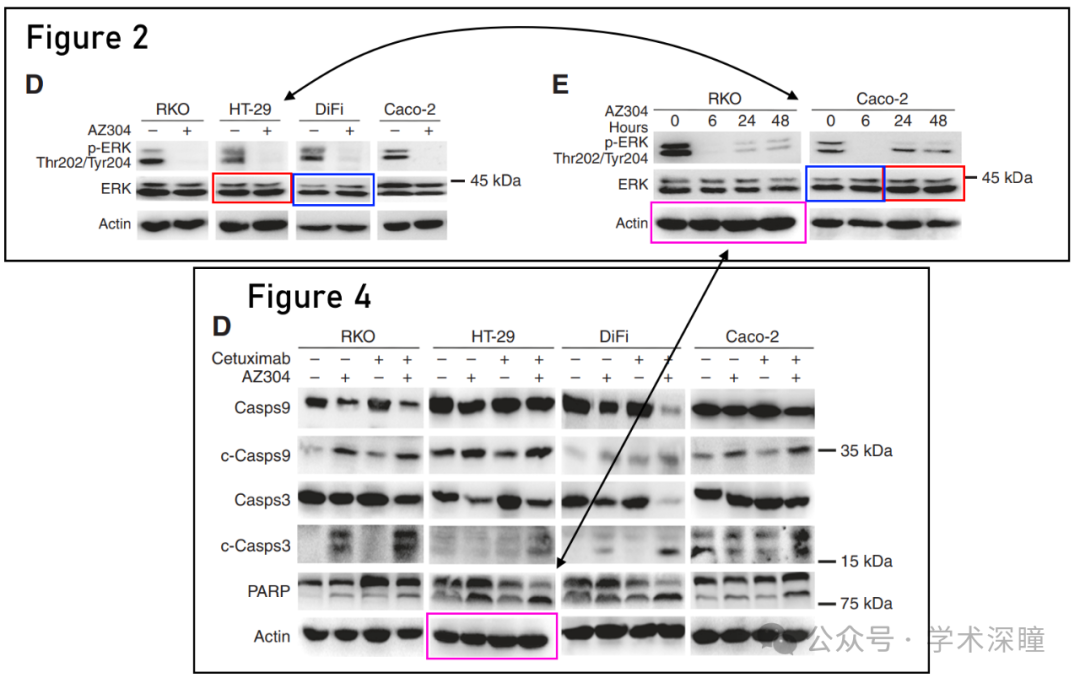 Figure 2
D
RKO HT-29 DiFi Caco-2
AZ304 – + – + – + – +
p-ERK
Thr202/Tyr204
ERK
45 kDa
Actin
E
RKO Caco-2
AZ304
Hours 0 6 24 48 0 6 24 48
p-ERK
Thr202/Tyr204
ERK
45 kDa
Actin
Figure 4
D
RKO HT-29 DiFi Caco-2
Cetuximab – – + + – – + + – – + + – – + +
AZ304 – + – + – + – + – + – + – + – +
Casps9
c-Casps9 35 kDa
Casps3
c-Casps3
15 kDa
PARP
75 kDa
Actin
公众号 · 学术深瞳